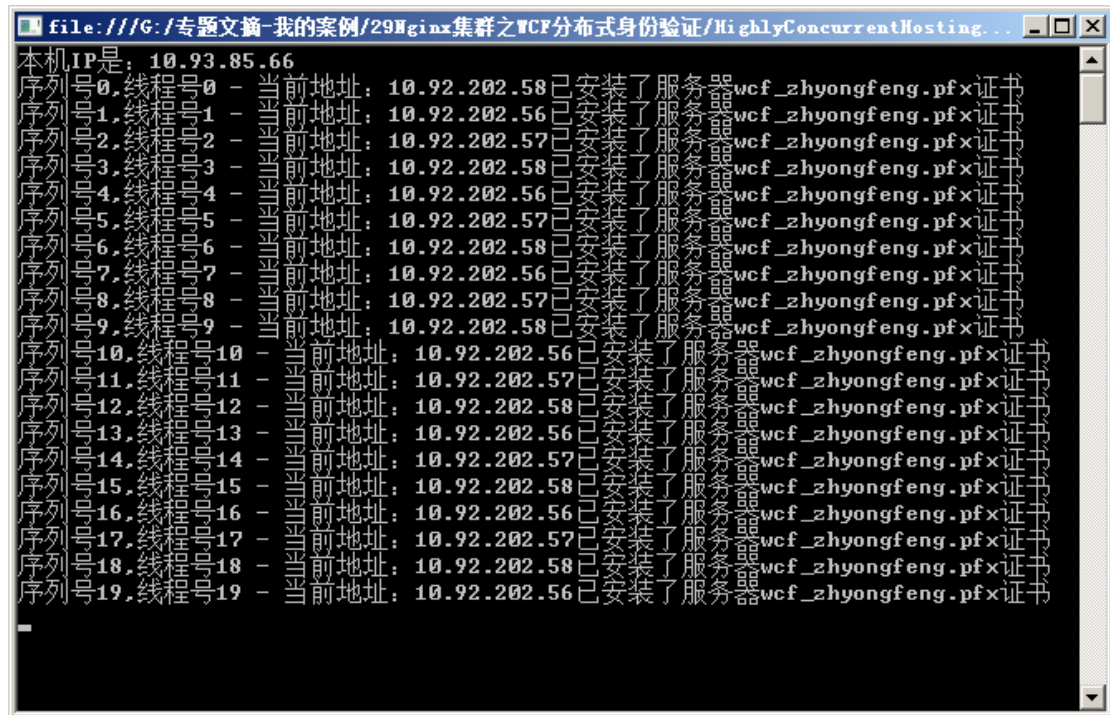 file:///G:/专题文摘-我的案例/29Nginx集群之WCF分布式身份验证/HighlyConcurrentHosting...
本机IP是：10.93.85.66
序列号0,线程号0 - 当前地址：10.92.202.58已安装了服务器wcf_zhyongfeng.pfx证书
序列号1,线程号1 - 当前地址：10.92.202.56已安装了服务器wcf_zhyongfeng.pfx证书
序列号2,线程号2 - 当前地址：10.92.202.57已安装了服务器wcf_zhyongfeng.pfx证书
序列号3,线程号3 - 当前地址：10.92.202.58已安装了服务器wcf_zhyongfeng.pfx证书
序列号4,线程号4 - 当前地址：10.92.202.56已安装了服务器wcf_zhyongfeng.pfx证书
序列号5,线程号5 - 当前地址：10.92.202.57已安装了服务器wcf_zhyongfeng.pfx证书
序列号6,线程号6 - 当前地址：10.92.202.58已安装了服务器wcf_zhyongfeng.pfx证书
序列号7,线程号7 - 当前地址：10.92.202.56已安装了服务器wcf_zhyongfeng.pfx证书
序列号8,线程号8 - 当前地址：10.92.202.57已安装了服务器wcf_zhyongfeng.pfx证书
序列号9,线程号9 - 当前地址：10.92.202.58已安装了服务器wcf_zhyongfeng.pfx证书
序列号10,线程号10 - 当前地址：10.92.202.56已安装了服务器wcf_zhyongfeng.pfx证书
序列号11,线程号11 - 当前地址：10.92.202.57已安装了服务器wcf_zhyongfeng.pfx证书
序列号12,线程号12 - 当前地址：10.92.202.58已安装了服务器wcf_zhyongfeng.pfx证书
序列号13,线程号13 - 当前地址：10.92.202.56已安装了服务器wcf_zhyongfeng.pfx证书
序列号14,线程号14 - 当前地址：10.92.202.57已安装了服务器wcf_zhyongfeng.pfx证书
序列号15,线程号15 - 当前地址：10.92.202.58已安装了服务器wcf_zhyongfeng.pfx证书
序列号16,线程号16 - 当前地址：10.92.202.56已安装了服务器wcf_zhyongfeng.pfx证书
序列号17,线程号17 - 当前地址：10.92.202.57已安装了服务器wcf_zhyongfeng.pfx证书
序列号18,线程号18 - 当前地址：10.92.202.58已安装了服务器wcf_zhyongfeng.pfx证书
序列号19,线程号19 - 当前地址：10.92.202.56已安装了服务器wcf_zhyongfeng.pfx证书